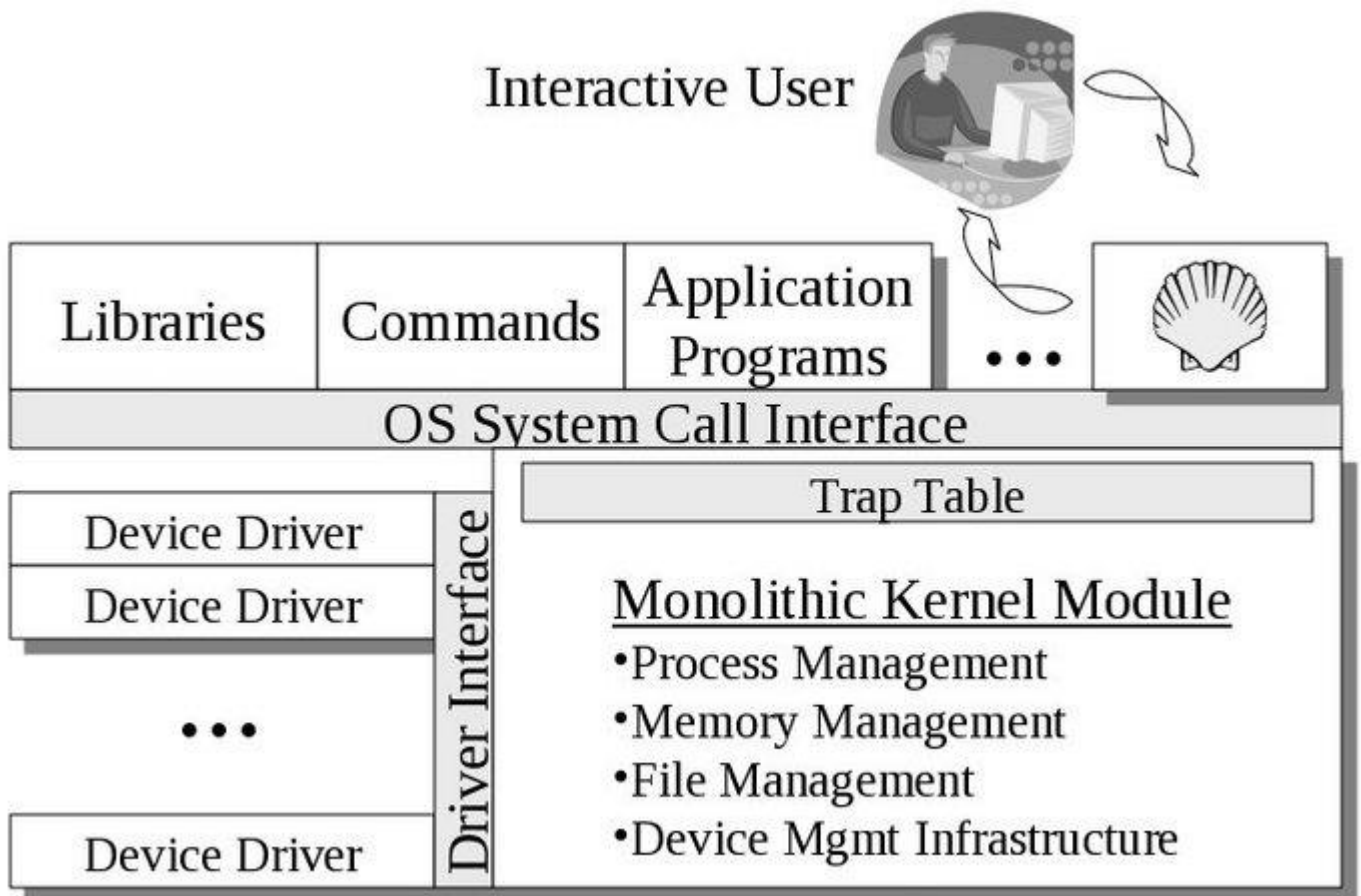 Interactive User
Libraries
Commands
Application
Programs
•••
OS System Call Interface
Trap Table
Device Driver
Device Driver
•••
Device Driver
Driver Interface
Monolithic Kernel Module
•Process Management
•Memory Management
•File Management
•Device Mgmt Infrastructure